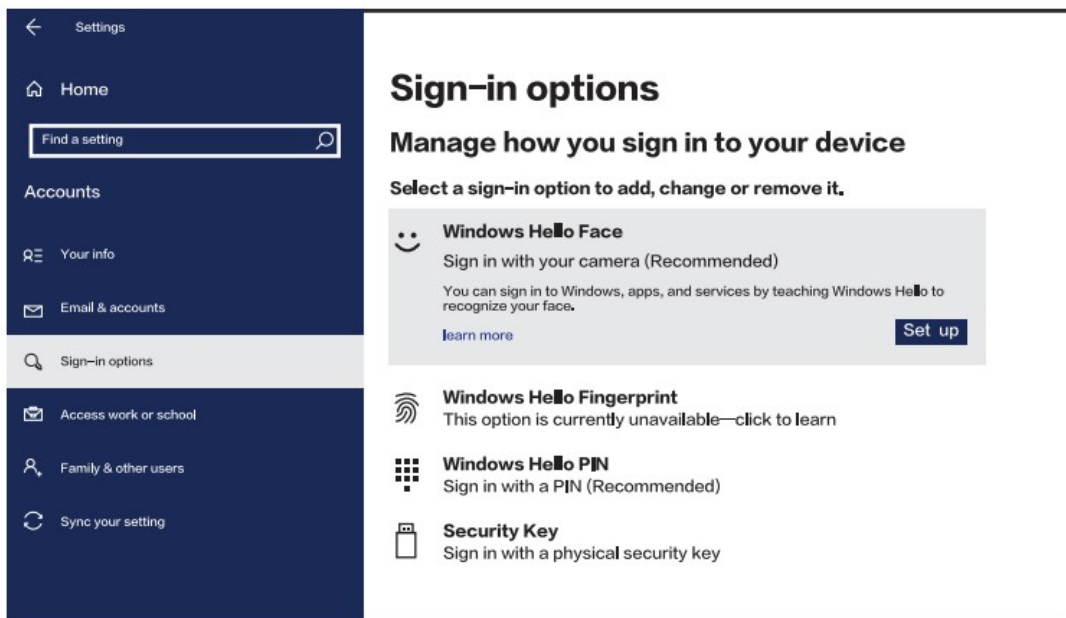 Settings
Home
Find a setting
Accounts
Your info
Email & accounts
Sign-in options
Access work or school
Family & other users
Sync your setting
Sign-in options
Manage how you sign in to your device
Select a sign-in option to add, change or remove it.
Windows Hello Face
Sign in with your camera (Recommended)
You can sign in to Windows, apps, and services by teaching Windows Hello to
recognize your face.
learn more
Set up
Windows Hello Fingerprint
This option is currently unavailable—click to learn
Windows Hello PIN
Sign in with a PIN (Recommended)
Security Key
Sign in with a physical security key